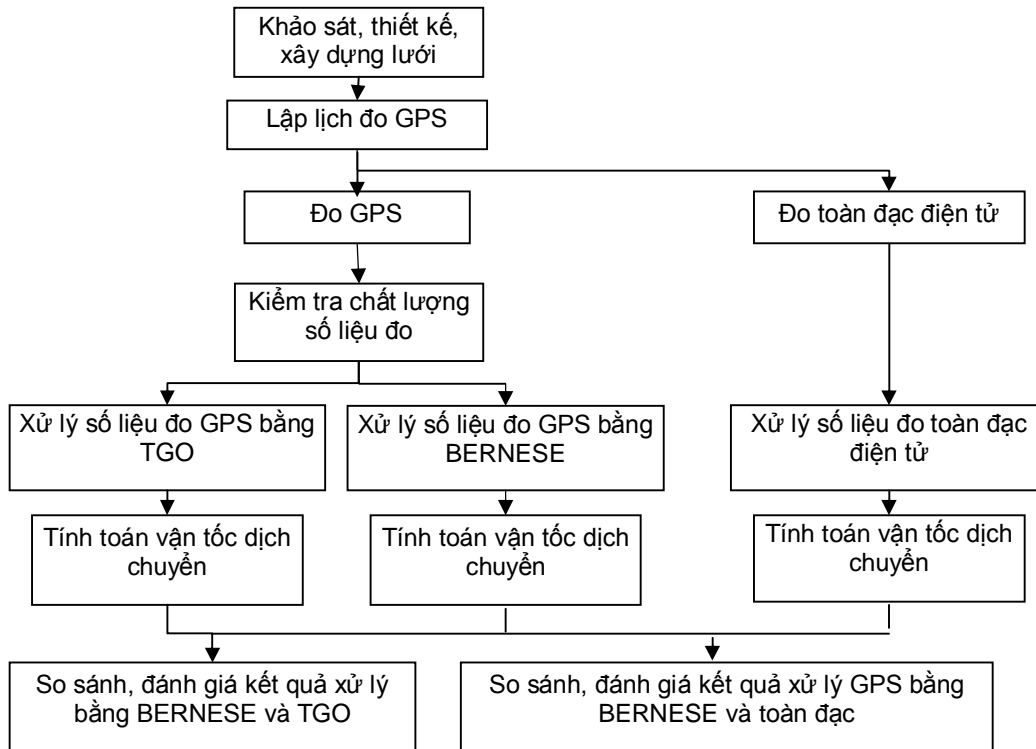 Khảo sát, thiết kế,
xây dựng lưới
Lập lịch đo GPS
Đo GPS
Đo toàn đạc điện tử
Kiểm tra chất lượng
số liệu đo
Xử lý số liệu đo GPS bằng
TGO
Xử lý số liệu đo GPS bằng
BERNESE
Xử lý số liệu đo toàn đạc
điện tử
Tính toán vận tốc dịch
chuyển
Tính toán vận tốc dịch
chuyển
Tính toán vận tốc dịch
chuyển
So sánh, đánh giá kết quả xử lý
bằng BERNESE và TGO
So sánh, đánh giá kết quả xử lý GPS bằng
BERNESE và toàn đạc